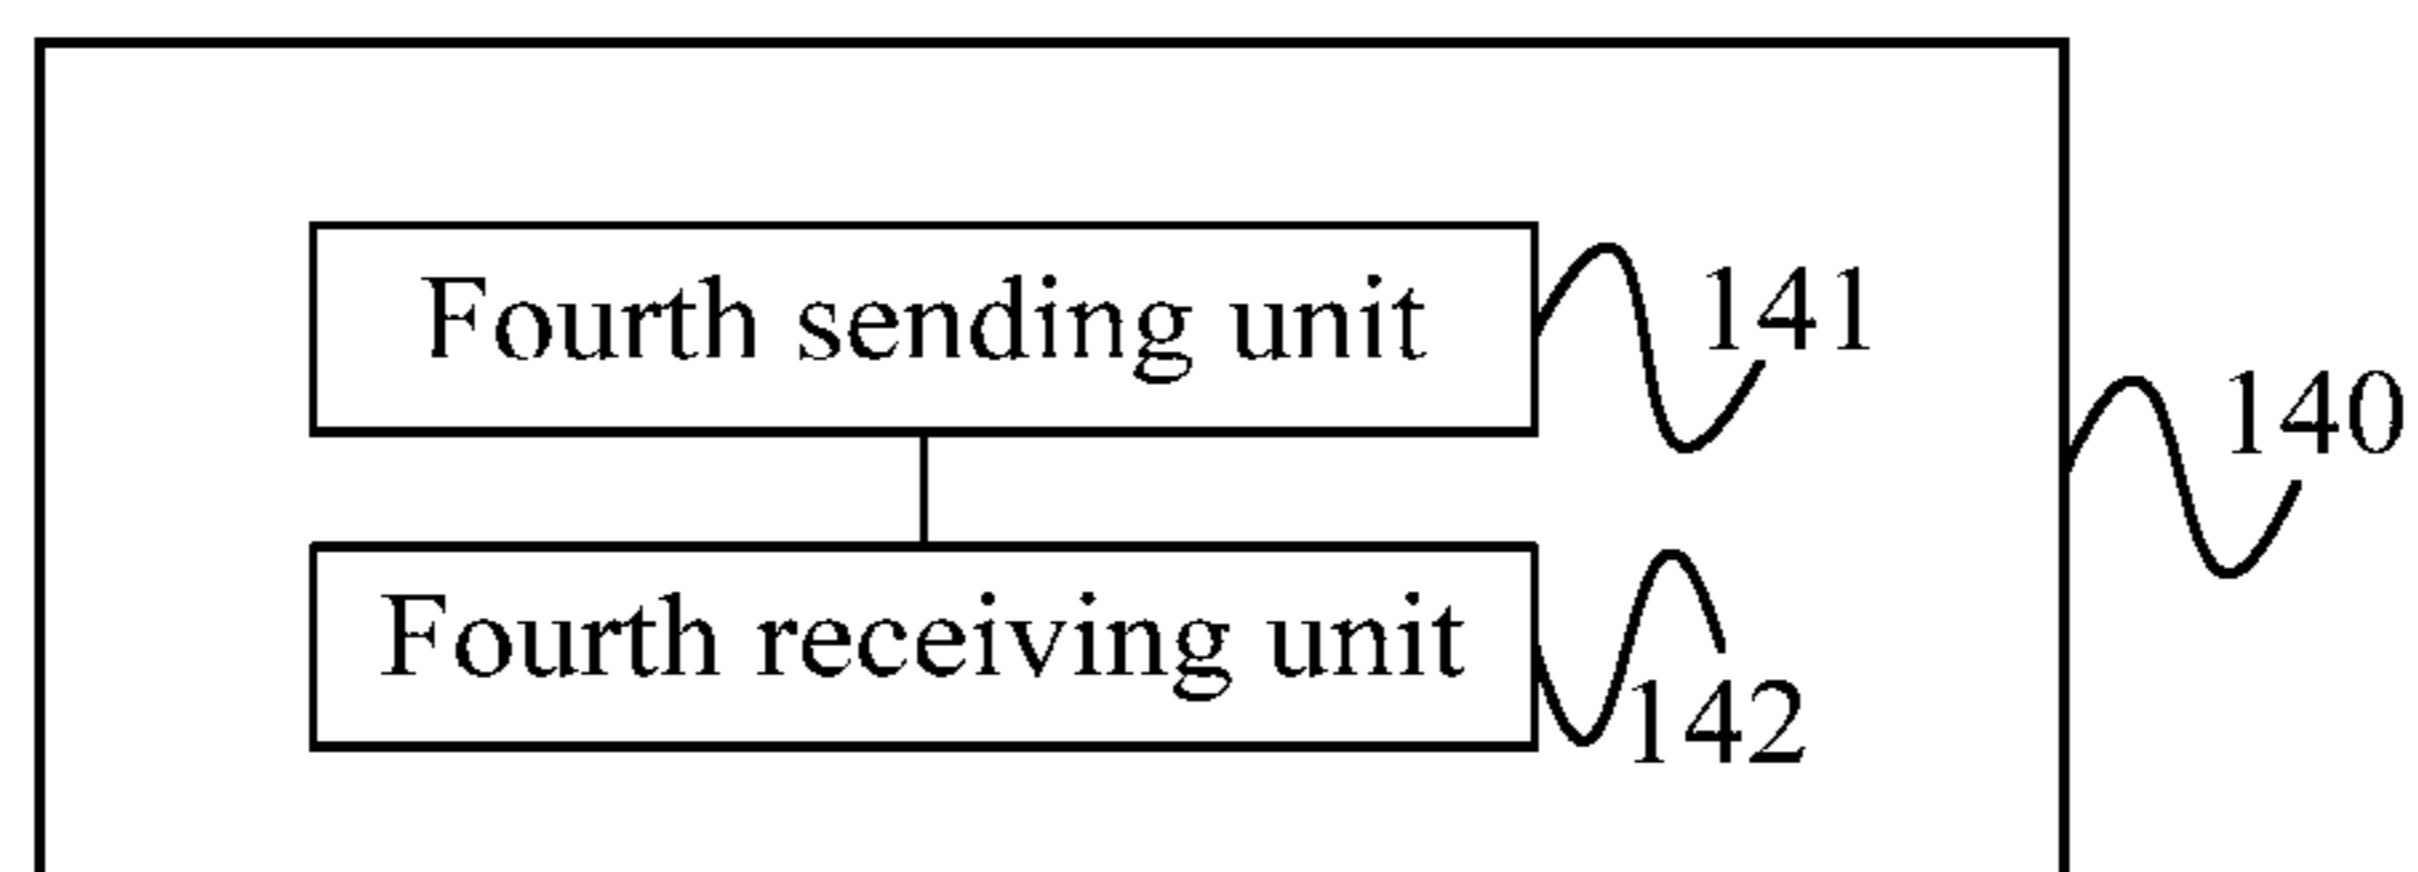 Fourth sending unit
141
140
Fourth receiving unit
142